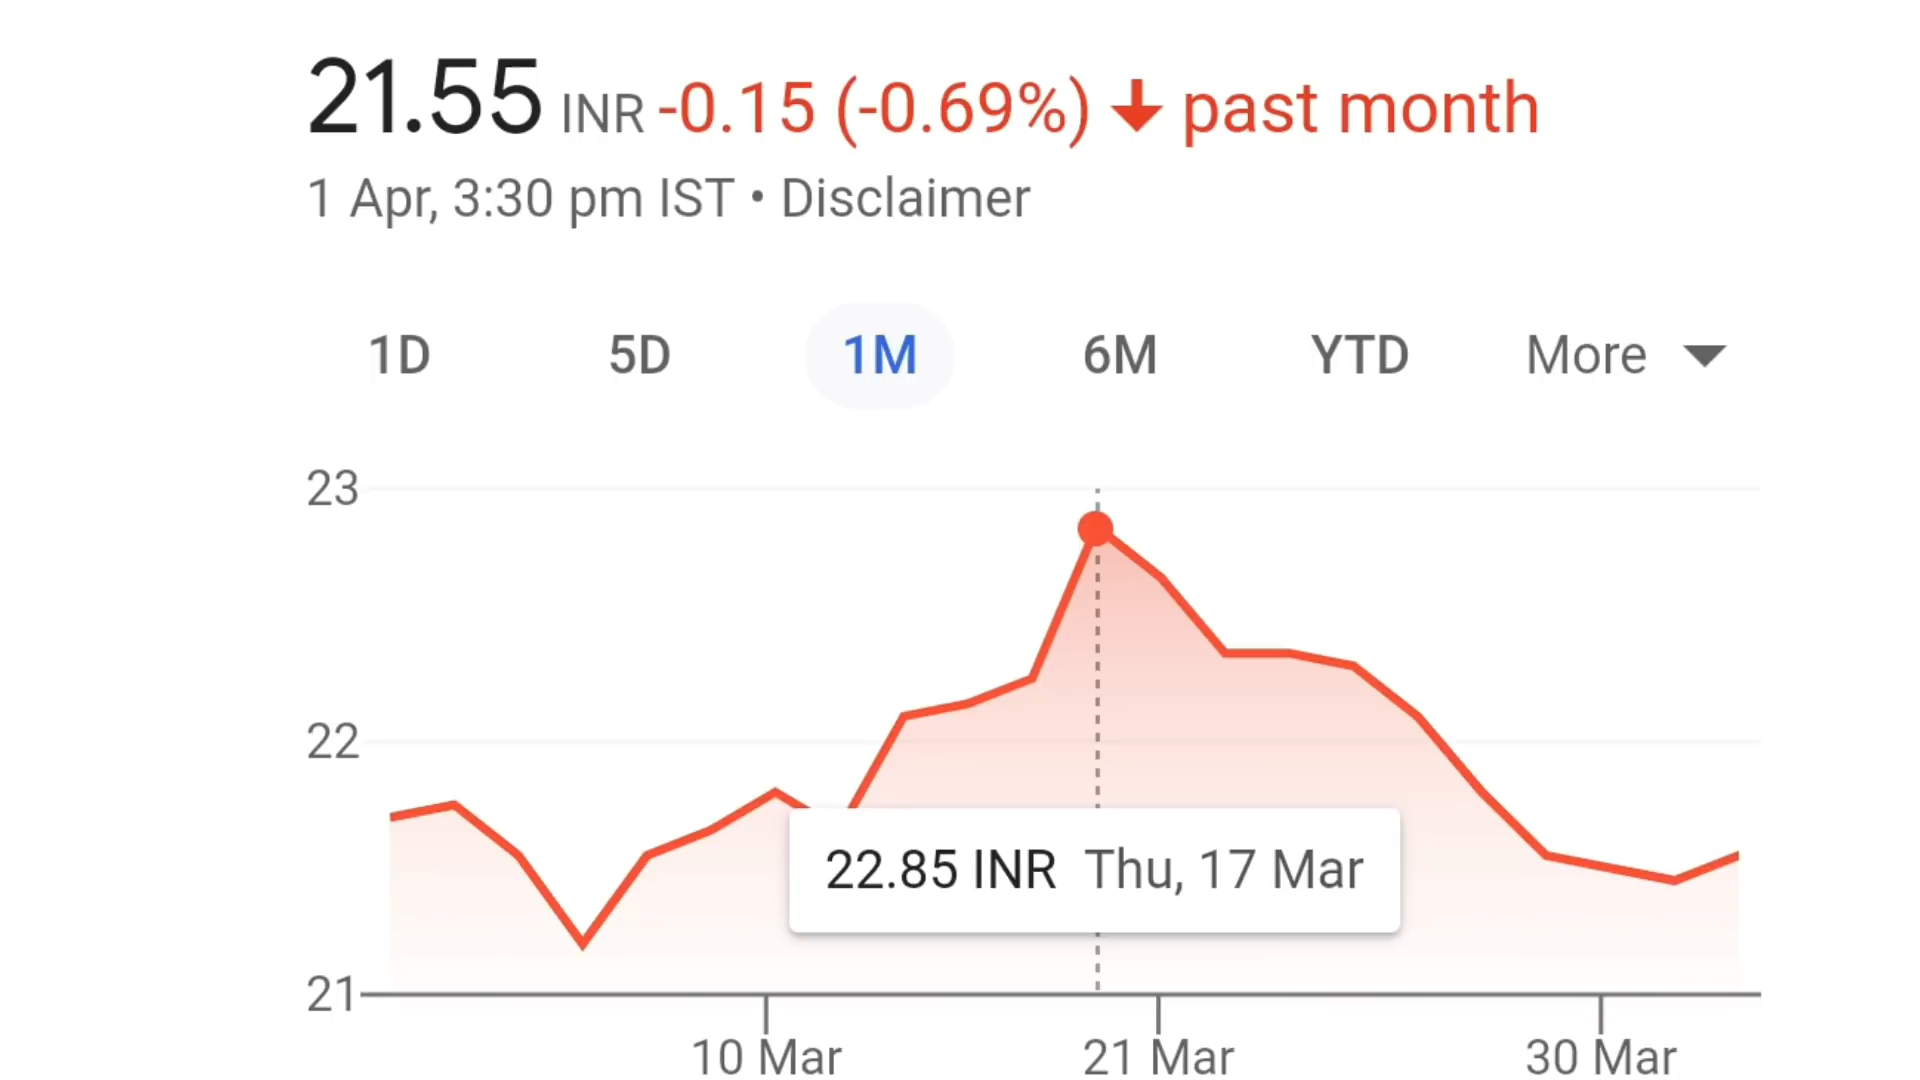 21.55 INR -0.15 (-0.69%) ↓ past month
1 Apr, 3:30 pm IST • Disclaimer
1D 5D 1M 6M YTD More
23
22
22.85 INR Thu, 17 Mar
21
10 Mar 21 Mar 30 Mar